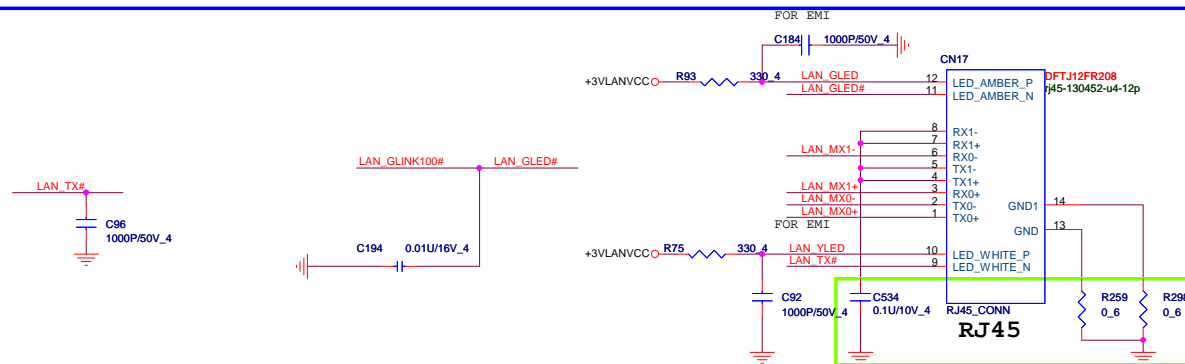 FOR EMI
C184 1000P/50V_4
CN17
+3VLANVCC R93 330_4 LAN_GLED 12 LED_AMBER_P DFTJ12FR208
LAN_GLED# 11 LED_AMBER_N rj45-130452-u4-12p
8 RX1-
7 RX1+
LAN_MX1- 6 RX0-
LAN_GLINK100# LAN_GLED# 5 TX1-
4 TX1+
LAN_TX# LAN_MX1+ 3 RX0+
LAN_MX0- 2 TX0- GND1 14
LAN_MX0+ 1 TX0+
C96 FOR EMI GND 13
1000P/50V_4
C194 0.01U/16V_4 +3VLANVCC R75 330_4 LAN_YLED 10 LED_WHITE_P
LAN_TX# 9 LED_WHITE_N
C92 C534 R259
1000P/50V_4 0.1U/10V_4 RJ45_CONN 0_6 0_6
RJ45